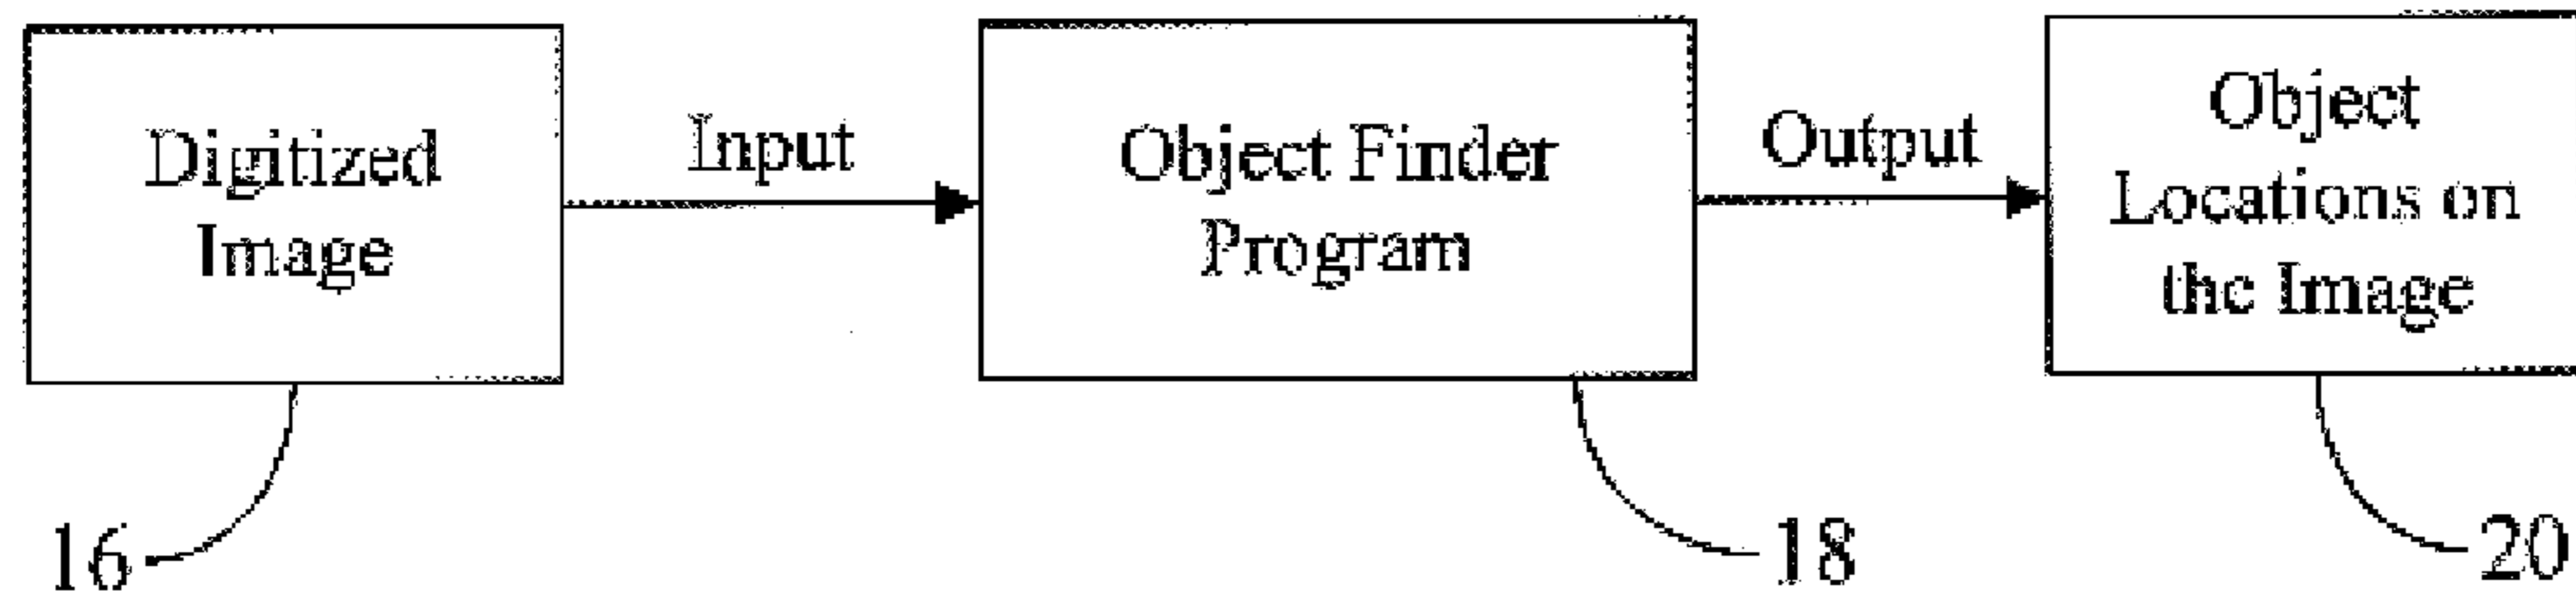 Digitized
Image
Input
Object Finder
Program
Output
Object
Locations on
the Image
16
18
20